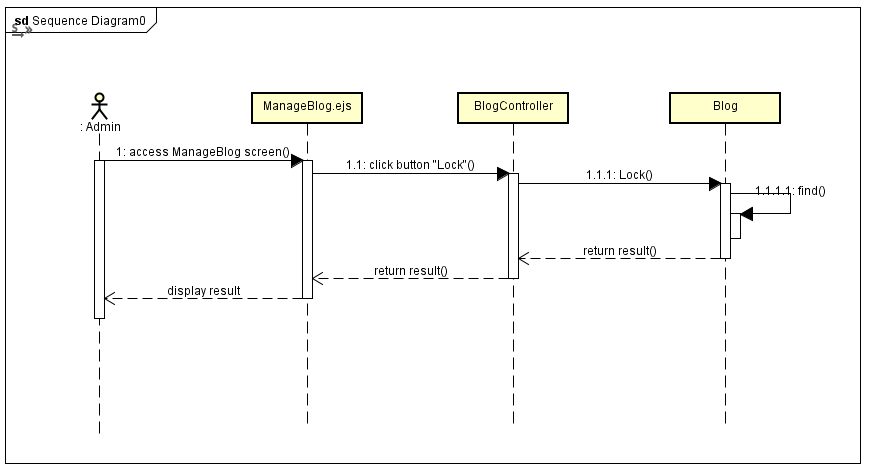 sd Sequence Diagram0
ManageBlog.ejs
BlogController
Blog
: Admin
1: access ManageBlog screen()
1.1: click button "Lock"()
1.1.1: Lock()
1.1.1.1: find()
return result()
return result()
display result